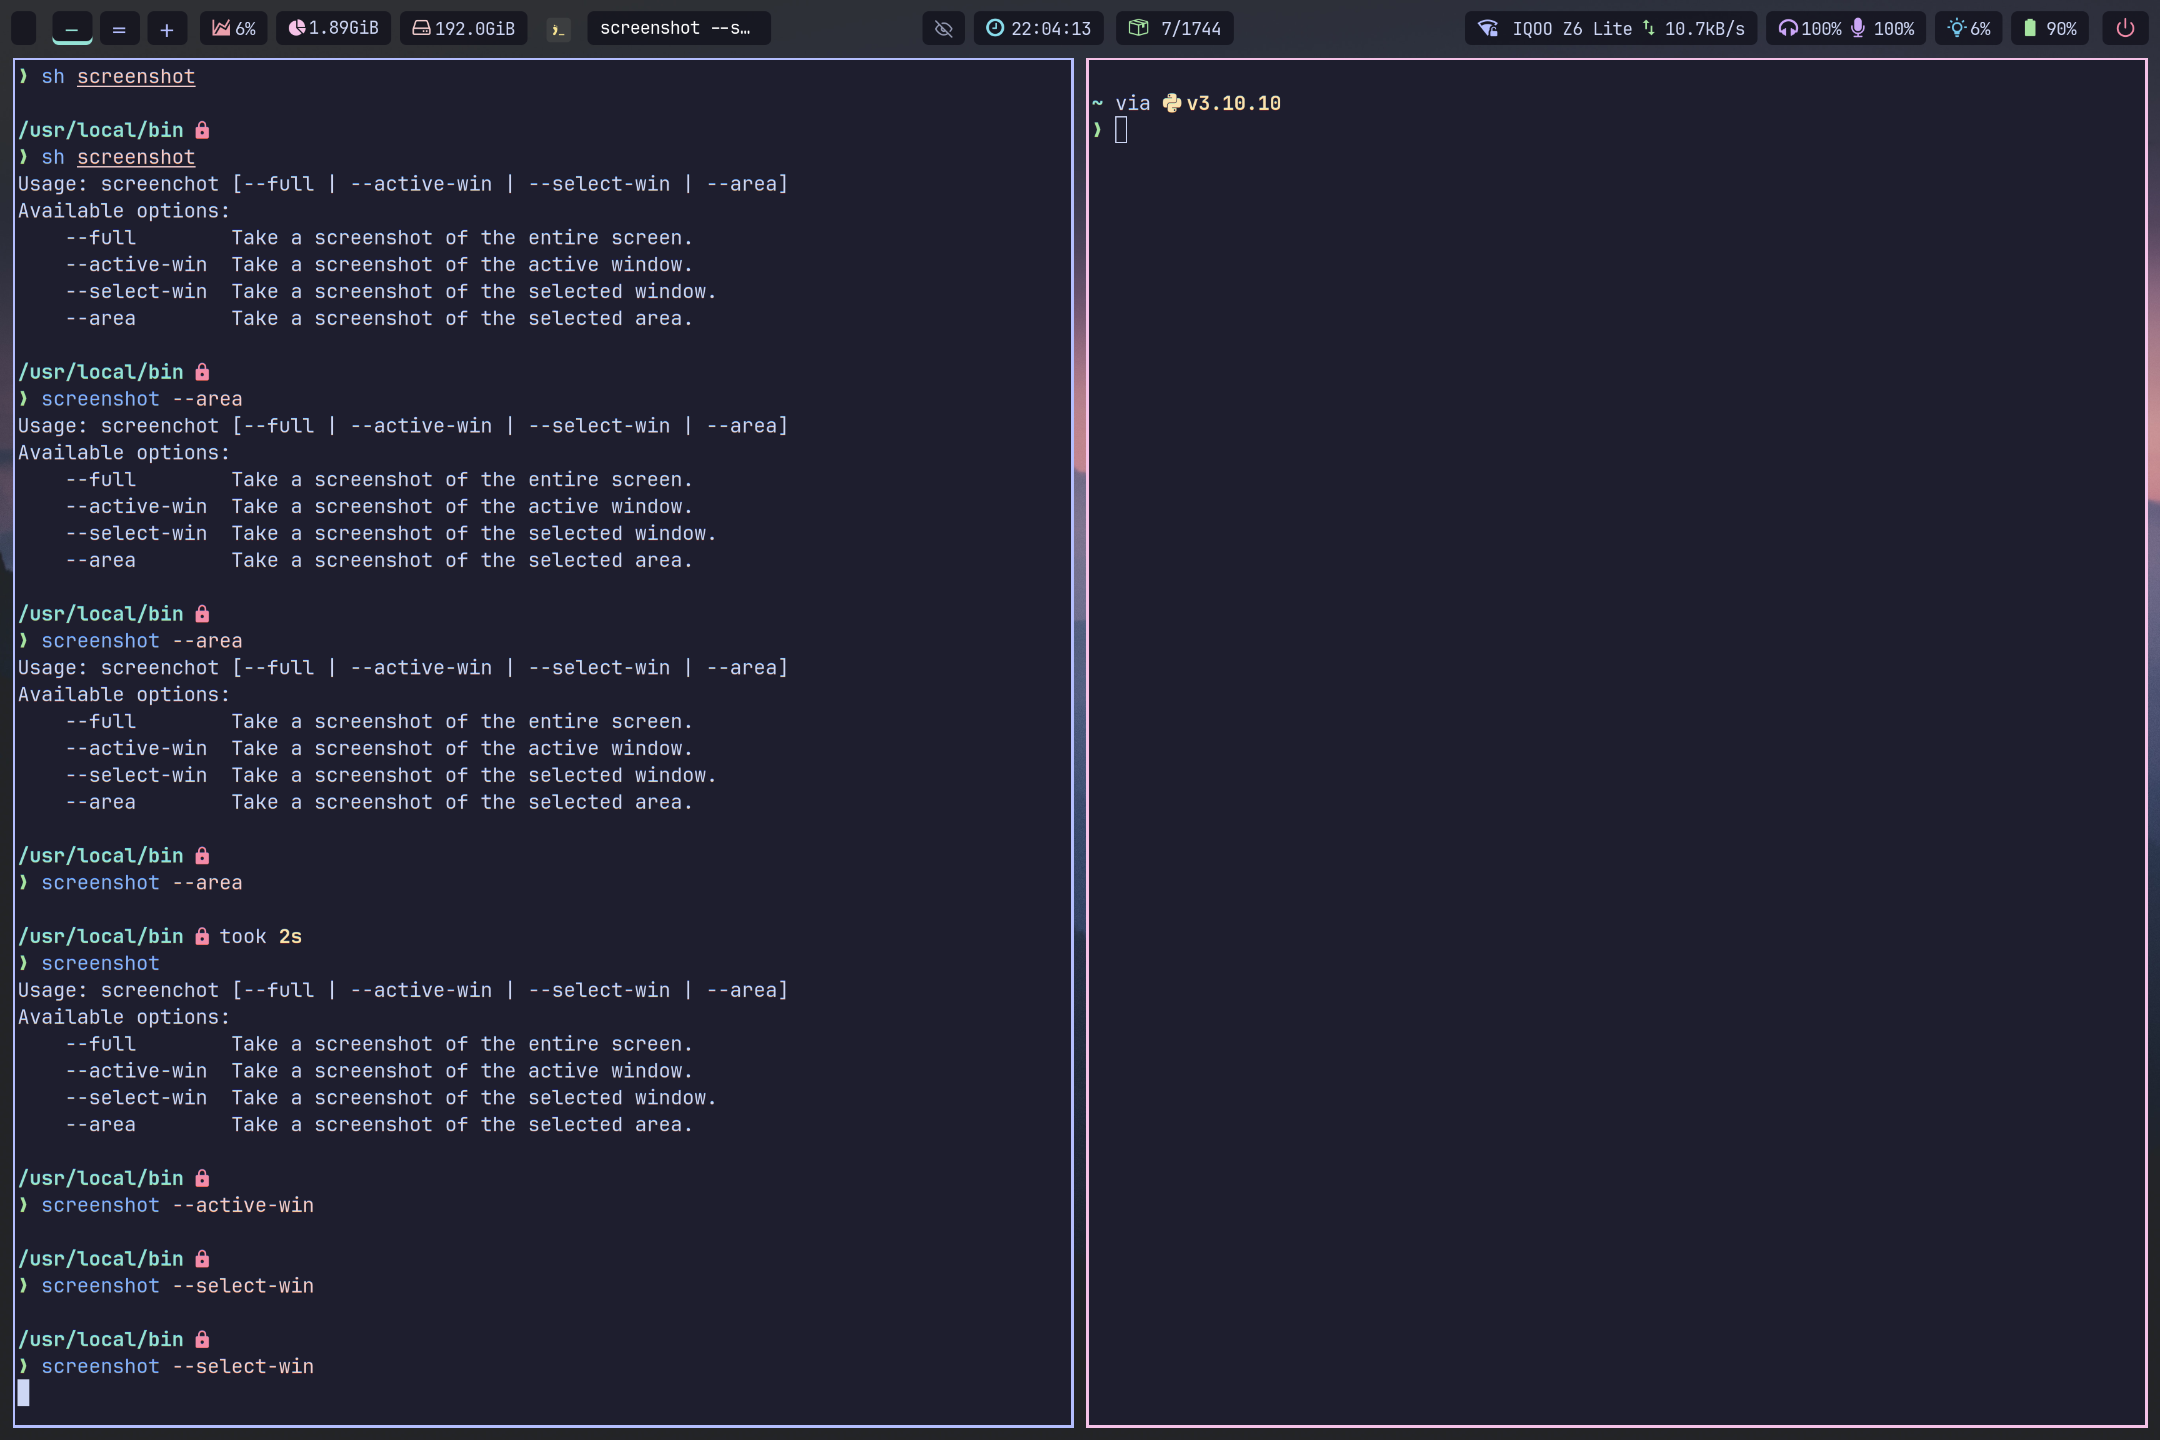 6% 1.89GiB 192.0GiB screenshot --s… 22:04:13 7/1744 IQOO Z6 Lite 10.7kB/s 100% 100% 6% 90%
❯ sh screenshot
/usr/local/bin
❯ sh screenshot
Usage: screenchot [--full | --active-win | --select-win | --area]
Available options:
    --full        Take a screenshot of the entire screen.
    --active-win  Take a screenshot of the active window.
    --select-win  Take a screenshot of the selected window.
    --area        Take a screenshot of the selected area.
/usr/local/bin
❯ screenshot --area
Usage: screenchot [--full | --active-win | --select-win | --area]
Available options:
    --full        Take a screenshot of the entire screen.
    --active-win  Take a screenshot of the active window.
    --select-win  Take a screenshot of the selected window.
    --area        Take a screenshot of the selected area.
/usr/local/bin
❯ screenshot --area
Usage: screenchot [--full | --active-win | --select-win | --area]
Available options:
    --full        Take a screenshot of the entire screen.
    --active-win  Take a screenshot of the active window.
    --select-win  Take a screenshot of the selected window.
    --area        Take a screenshot of the selected area.
/usr/local/bin
❯ screenshot --area
/usr/local/bin took 2s
❯ screenshot
Usage: screenchot [--full | --active-win | --select-win | --area]
Available options:
    --full        Take a screenshot of the entire screen.
    --active-win  Take a screenshot of the active window.
    --select-win  Take a screenshot of the selected window.
    --area        Take a screenshot of the selected area.
/usr/local/bin
❯ screenshot --active-win
/usr/local/bin
❯ screenshot --select-win
/usr/local/bin
❯ screenshot --select-win
~ via v3.10.10
❯